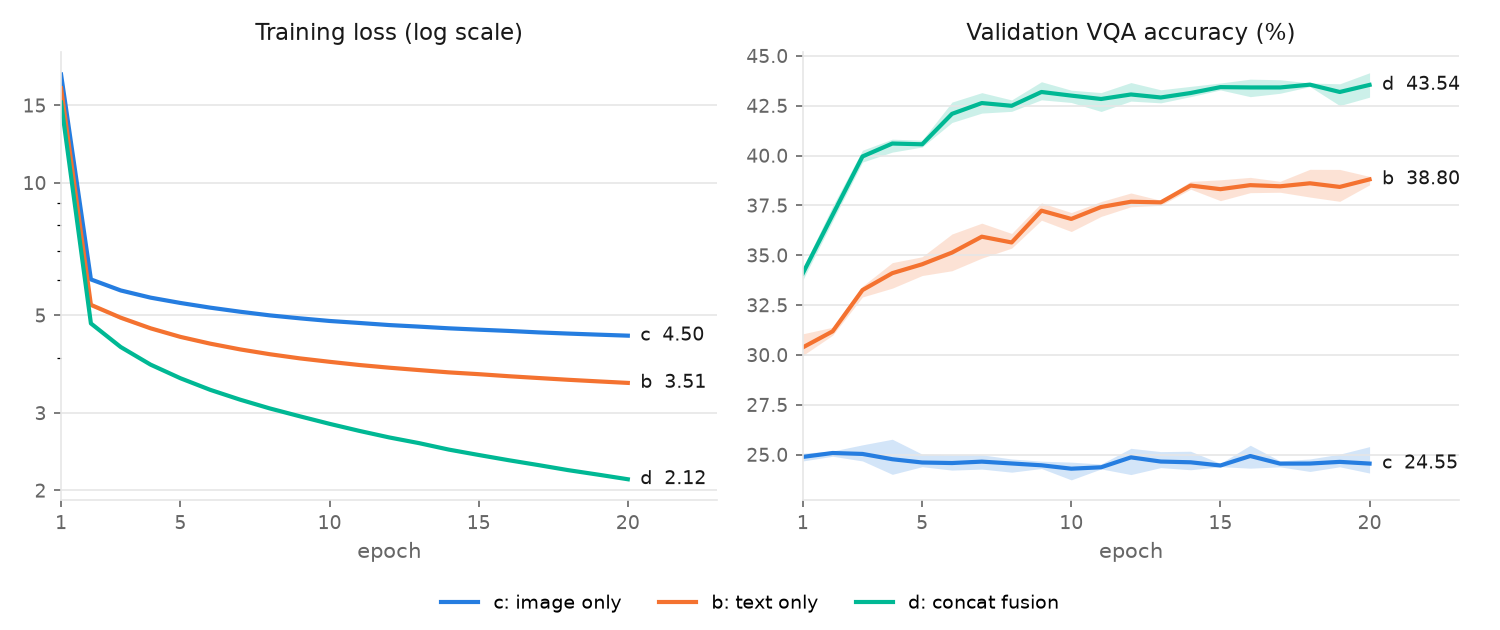 Training loss (log scale)
15
10
5
3
2
c 4.50
b 3.51
d 2.12
1 5 10 15 20
epoch
Validation VQA accuracy (%)
45.0
42.5
40.0
37.5
35.0
32.5
30.0
27.5
25.0
d 43.54
b 38.80
c 24.55
1 5 10 15 20
epoch
c: image only b: text only d: concat fusion